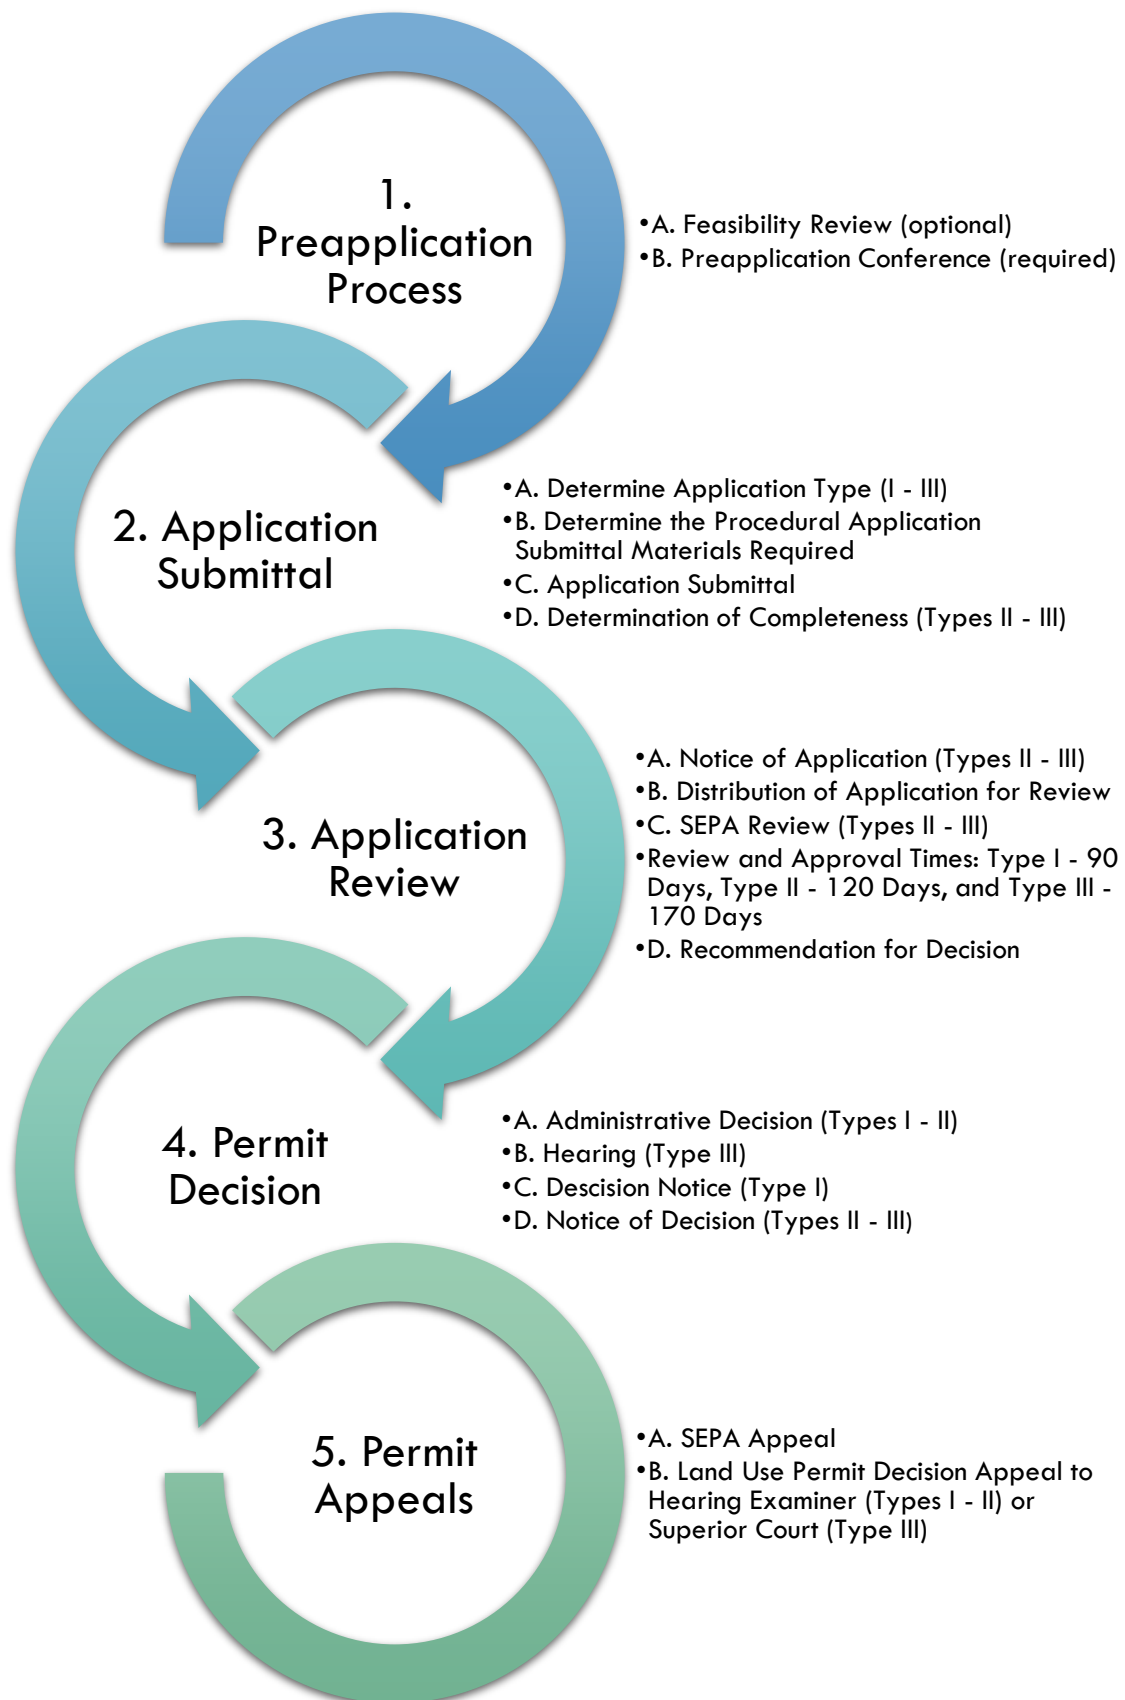 1.
Preapplication
Process
•A. Feasibility Review (optional)
•B. Preapplication Conference (required)
2. Application
Submittal
•A. Determine Application Type (I - III)
•B. Determine the Procedural Application
Submittal Materials Required
•C. Application Submittal
•D. Determination of Completeness (Types II - III)
3. Application
Review
•A. Notice of Application (Types II - III)
•B. Distribution of Application for Review
•C. SEPA Review (Types II - III)
•Review and Approval Times: Type I - 90
Days, Type II - 120 Days, and Type III -
170 Days
•D. Recommendation for Decision
4. Permit
Decision
•A. Administrative Decision (Types I - II)
•B. Hearing (Type III)
•C. Descision Notice (Type I)
•D. Notice of Decision (Types II - III)
5. Permit
Appeals
•A. SEPA Appeal
•B. Land Use Permit Decision Appeal to
Hearing Examiner (Types I - II) or
Superior Court (Type III)